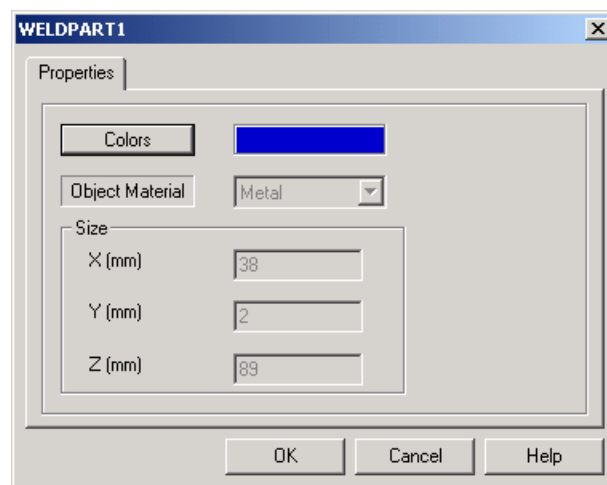 WELDPART1
Properties
Colors
Object Material Metal
Size
X (mm) 38
Y (mm) 2
Z (mm) 89
OK Cancel Help